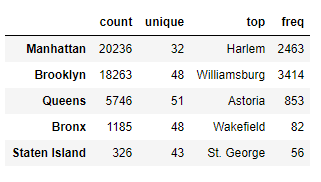 count unique top freq
Manhattan 20236 32 Harlem 2463
Brooklyn 18263 48 Williamsburg 3414
Queens 5746 51 Astoria 853
Bronx 1185 48 Wakefield 82
Staten Island 326 43 St. George 56